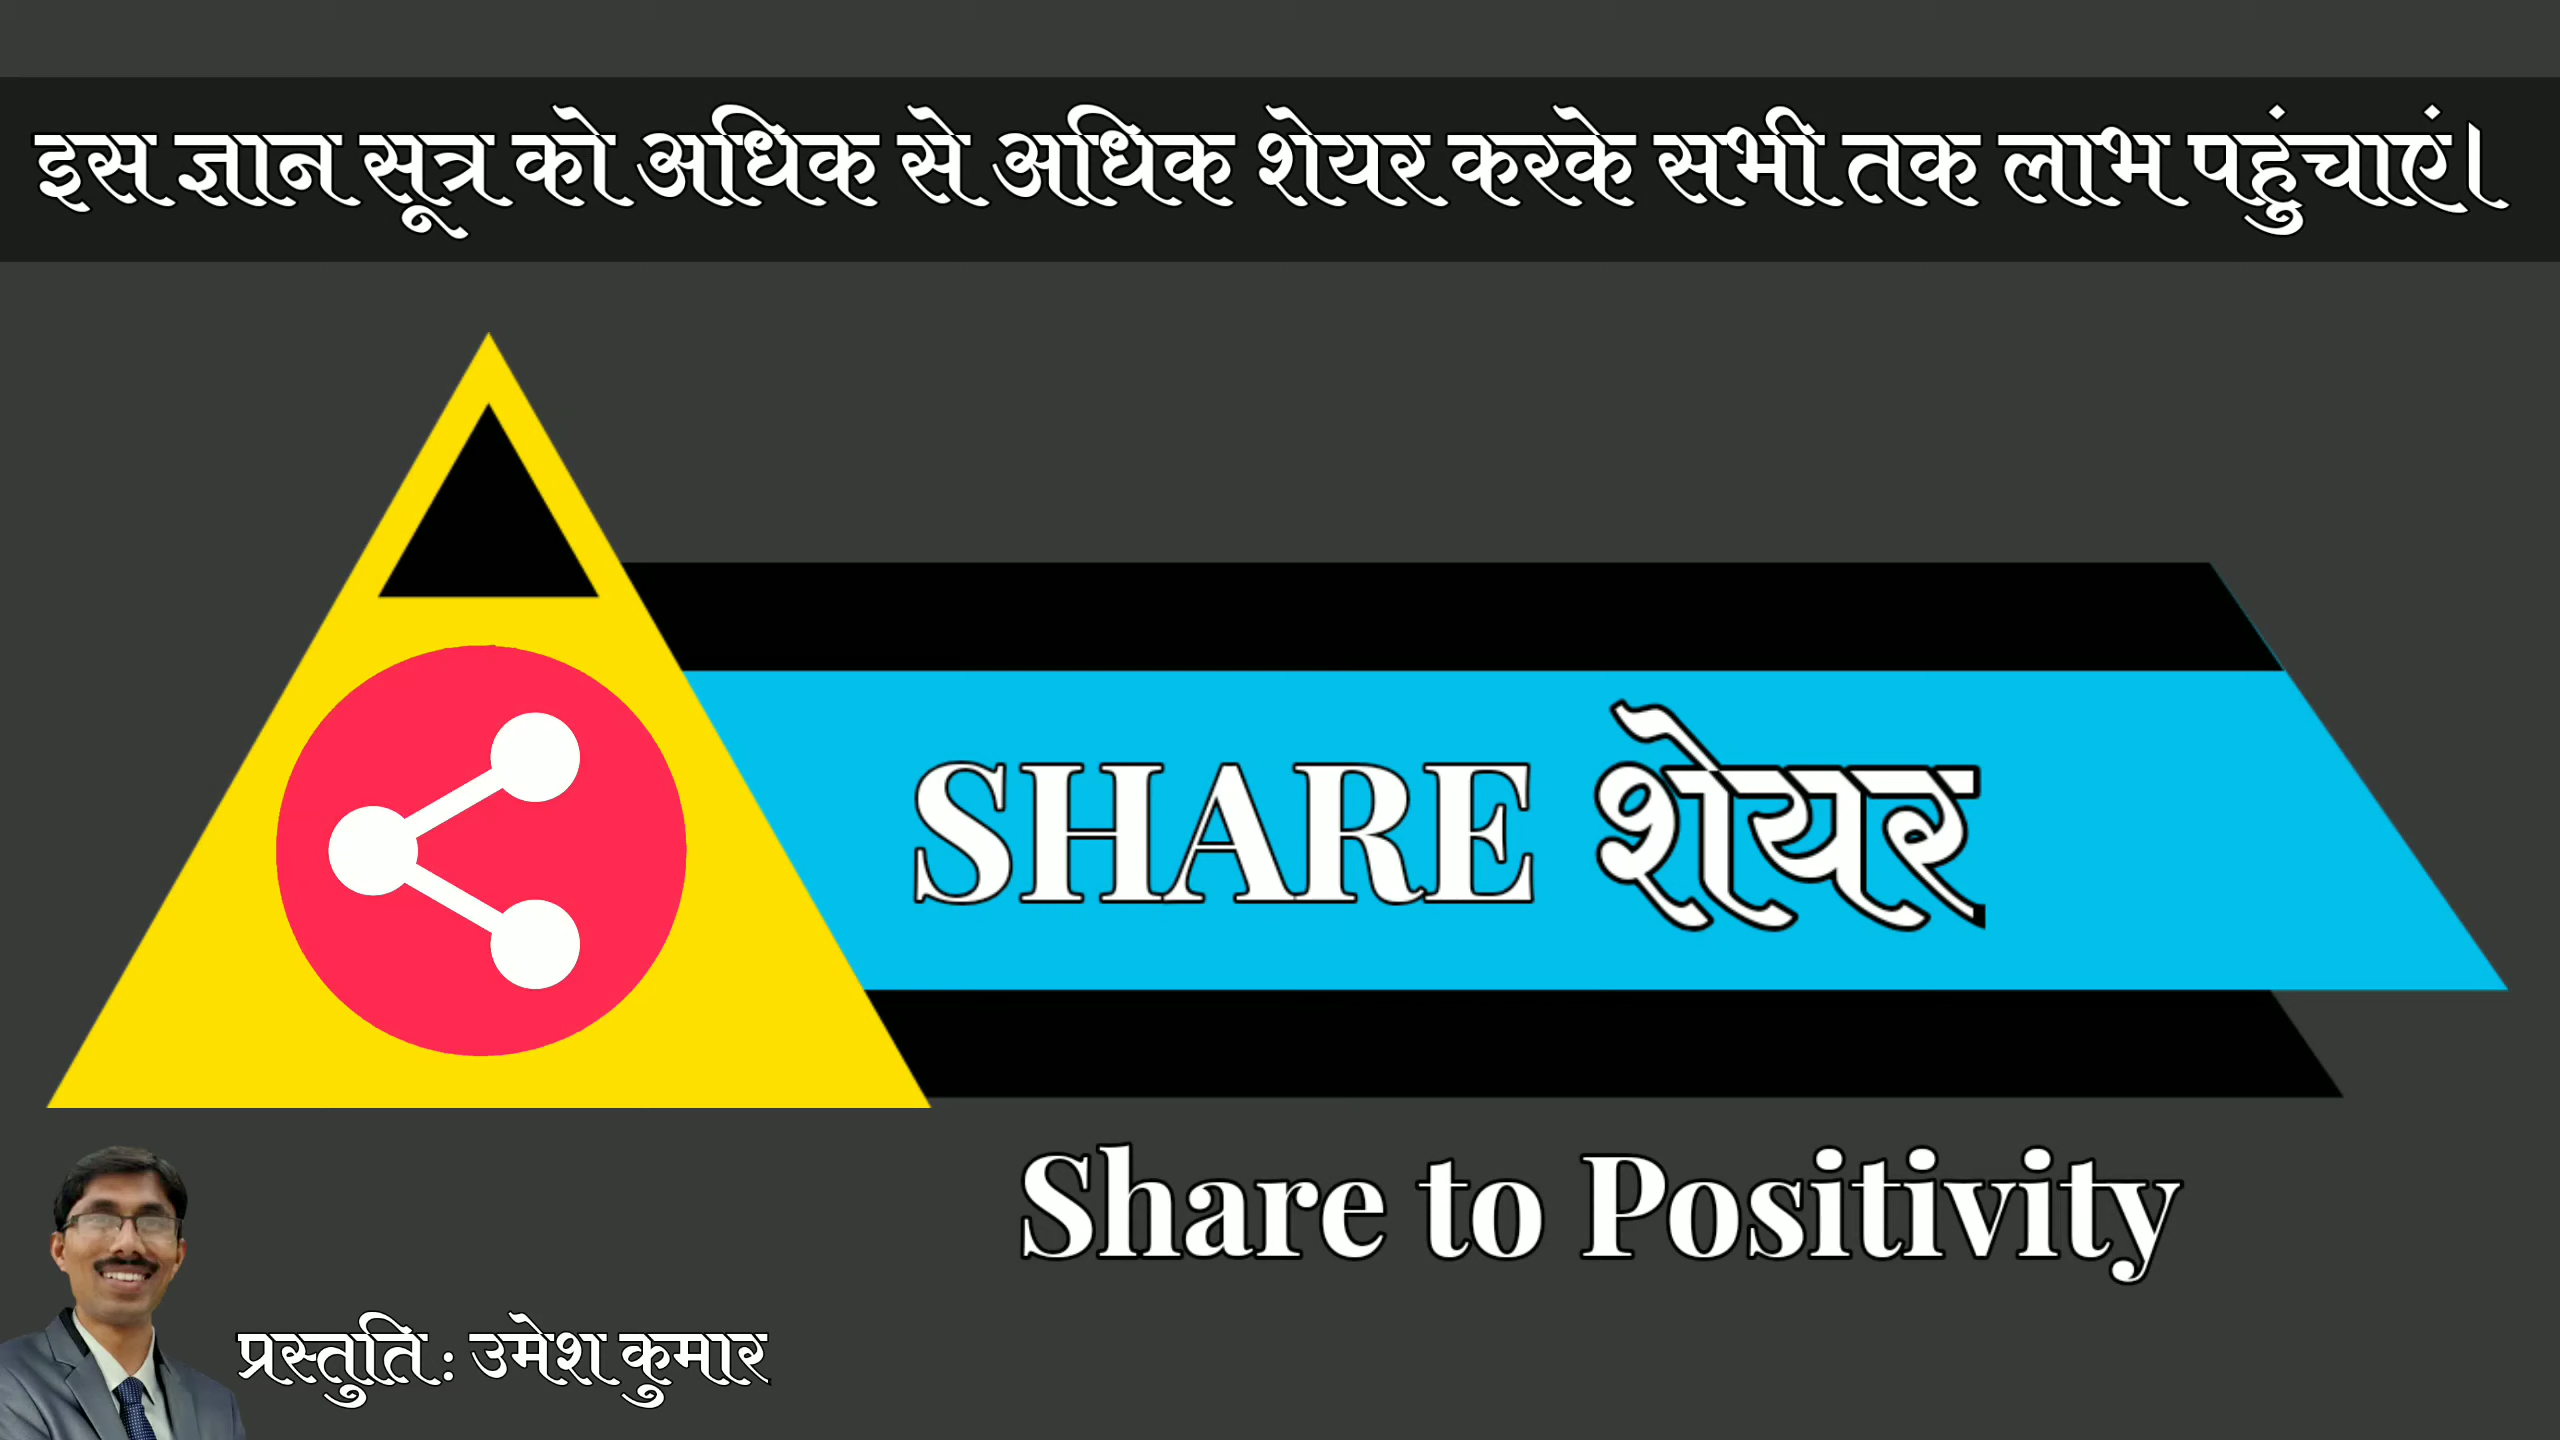 इस ज्ञान सूत्र को अधिक से अधिक शेयर करके सभी तक लाभ पहुंचाएं।
SHARE शेयर
Share to Positivity
प्रस्तुति : उमेश कुमार